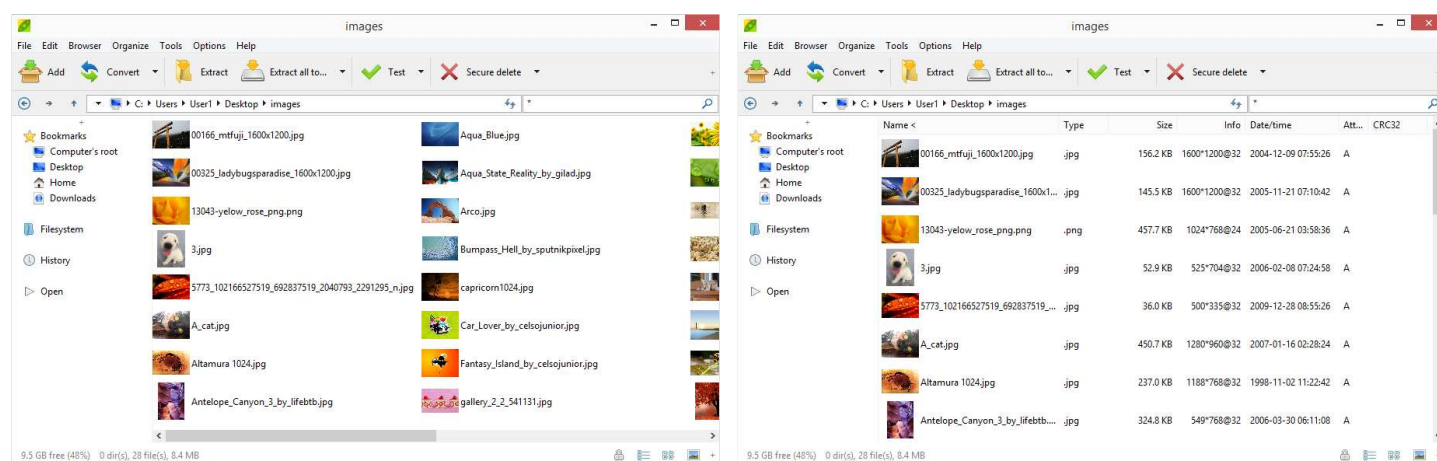 images
File Edit Browser Organize Tools Options Help
Add Convert Extract Extract all to... Test Secure delete
C: Users User1 Desktop images *
Bookmarks
Computer's root
Desktop
Home
Downloads
Filesystem
History
Open
00166_mtfuji_1600x1200.jpg
00325_ladybugsparadise_1600x1200.jpg
13043-yelow_rose_png.png
3.jpg
5773_102166527519_692837519_2040793_2291295_n.jpg
A_cat.jpg
Altamura 1024.jpg
Antelope_Canyon_3_by_lifebtb.jpg
Aqua_Blue.jpg
Aqua_State_Reality_by_gilad.jpg
Arco.jpg
Bumpass_Hell_by_sputnikpixel.jpg
capricorn1024.jpg
Car_Lover_by_celsojunior.jpg
Fantasy_Island_by_celsojunior.jpg
gallery_2_2_541131.jpg
9.5 GB free (48%) 0 dir(s), 28 file(s), 8.4 MB
images
File Edit Browser Organize Tools Options Help
Add Convert Extract Extract all to... Test Secure delete
C: Users User1 Desktop images *
Bookmarks
Computer's root
Desktop
Home
Downloads
Filesystem
History
Open
Name < Type Size Info Date/time Att... CRC32
00166_mtfuji_1600x1200.jpg .jpg 156.2 KB 1600*1200@32 2004-12-09 07:55:26 A
00325_ladybugsparadise_1600x1... .jpg 145.5 KB 1600*1200@32 2005-11-21 07:10:42 A
13043-yelow_rose_png.png .png 457.7 KB 1024*768@24 2005-06-21 03:58:36 A
3.jpg .jpg 52.9 KB 525*704@32 2006-02-08 07:24:58 A
5773_102166527519_692837519_... .jpg 36.0 KB 500*335@32 2009-12-28 08:55:26 A
A_cat.jpg .jpg 450.7 KB 1280*960@32 2007-01-16 02:28:24 A
Altamura 1024.jpg .jpg 237.0 KB 1188*768@32 1998-11-02 11:22:42 A
Antelope_Canyon_3_by_lifebtb.... .jpg 324.8 KB 549*768@32 2006-03-30 06:11:08 A
9.5 GB free (48%) 0 dir(s), 28 file(s), 8.4 MB